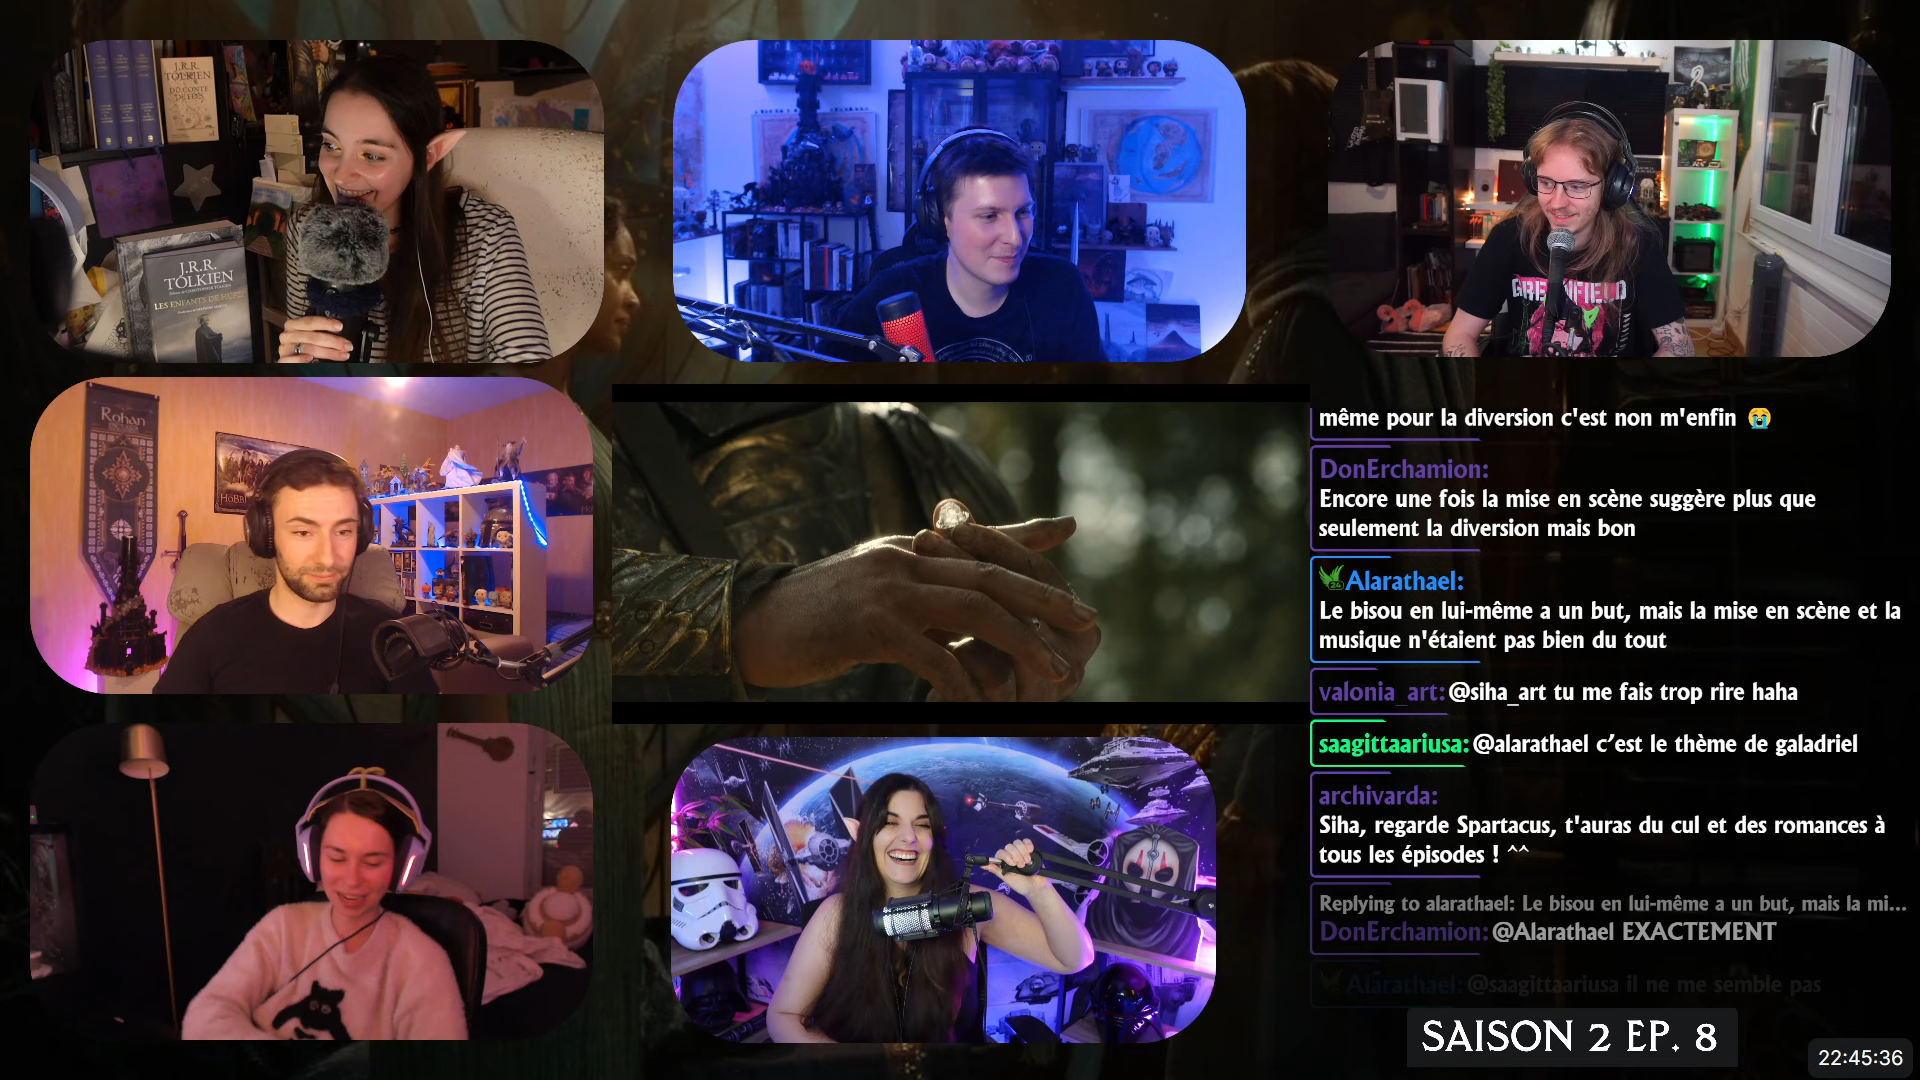 J.R.R.
TOLKIEN
J.R.R.
TOLKIEN
LES ENFANTS DE HÚRIN
Rohan
GREENFIELD
même pour la diversion c'est non m'enfin 😭
DonErchamion:
Encore une fois la mise en scène suggère plus que
seulement la diversion mais bon
Alarathael:
Le bisou en lui-même a un but, mais la mise en scène et la
musique n'étaient pas bien du tout
valonia_art: @siha_art tu me fais trop rire haha
saagittaariusa: @alarathael c’est le thème de galadriel
archivarda:
Siha, regarde Spartacus, t'auras du cul et des romances à
tous les épisodes ! ^^
Replying to alarathael: Le bisou en lui-même a un but, mais la mi...
DonErchamion: @Alarathael EXACTEMENT
Alarathael: @saagittaariusa il ne me semble pas
SAISON 2 EP. 8
22:45:36